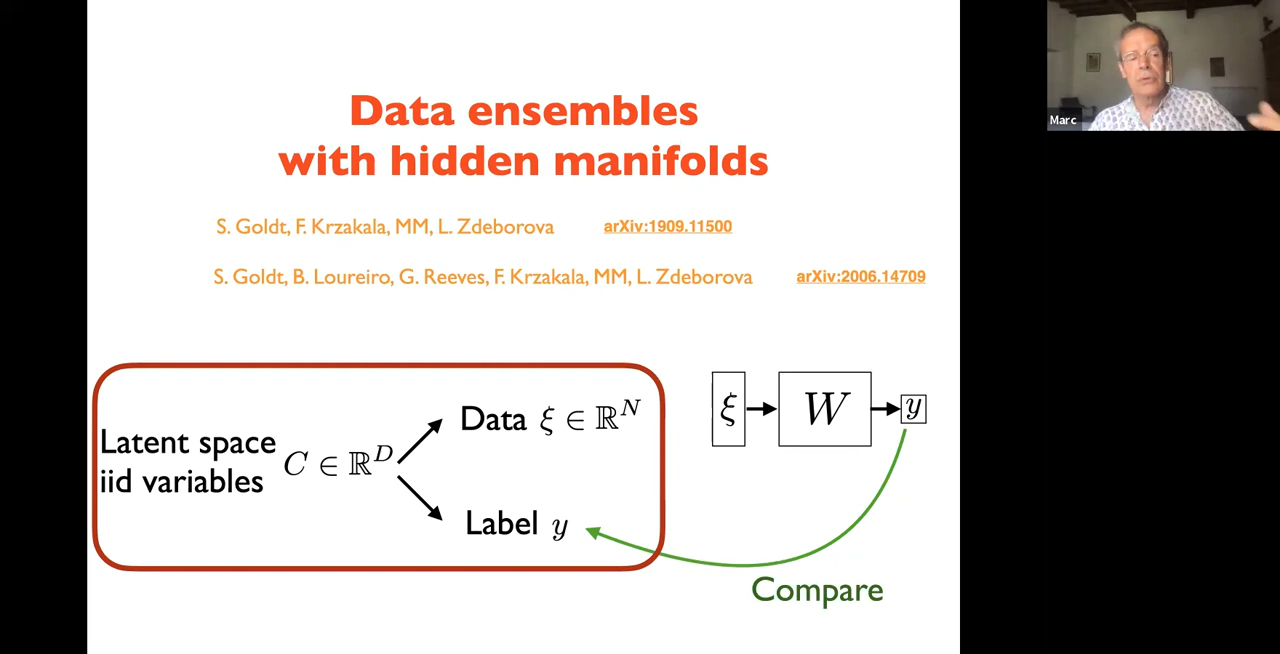 Data ensembles
with hidden manifolds
S. Goldt, F. Krzakala, MM, L. Zdeborova arXiv:1909.11500
S. Goldt, B. Loureiro, G. Reeves, F. Krzakala, MM, L. Zdeborova arXiv:2006.14709
Latent space
iid variables
C ∈ ℝ^D
Data ξ ∈ ℝ^N
Label y
ξ W y
Compare
Marc